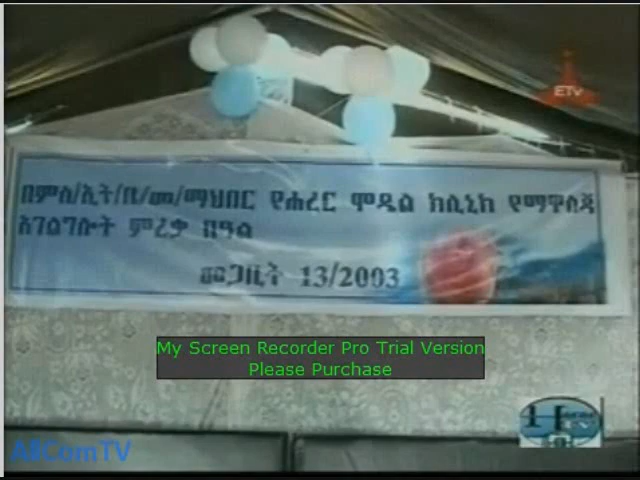 ETV
በምስ/ኢት/ቤ/መ/ማህበር የሐረር ሞዴል ክሊኒክ የማዋለጃ
አገልግሎት ምረቃ በዓል
መጋቢት 13/2003
My Screen Recorder Pro Trial Version
Please Purchase
AllComTV